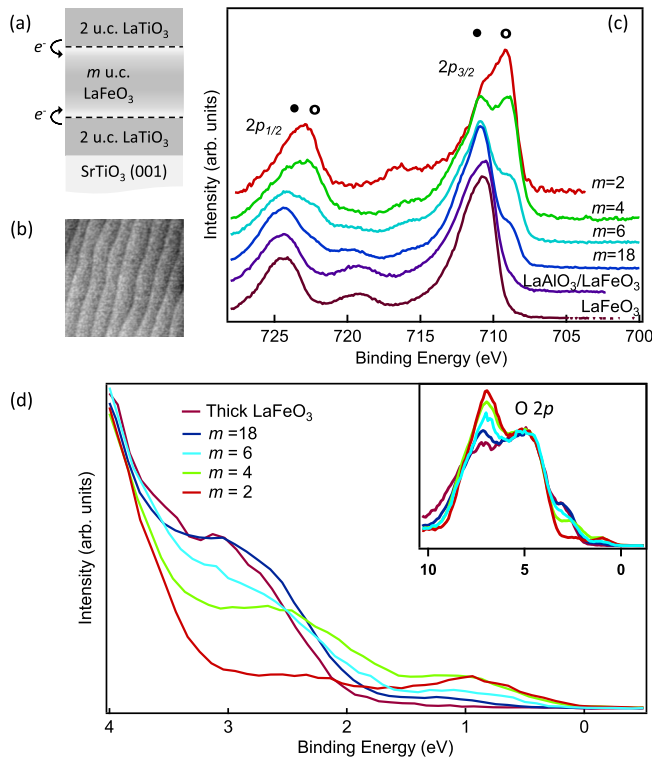 (a)
2 u.c. LaTiO₃
e⁻
m u.c.
LaFeO₃
e⁻
2 u.c. LaTiO₃
SrTiO₃ (001)
(b)
(c)
Intensity (arb. units)
2p₁/₂
2p₃/₂
m=2
m=4
m=6
m=18
LaAlO₃/LaFeO₃
LaFeO₃
725 720 715 710 705 700
Binding Energy (eV)
(d)
Intensity (arb. units)
Thick LaFeO₃
m =18
m = 6
m = 4
m = 2
O 2p
10 5 0
4 3 2 1 0
Binding Energy (eV)